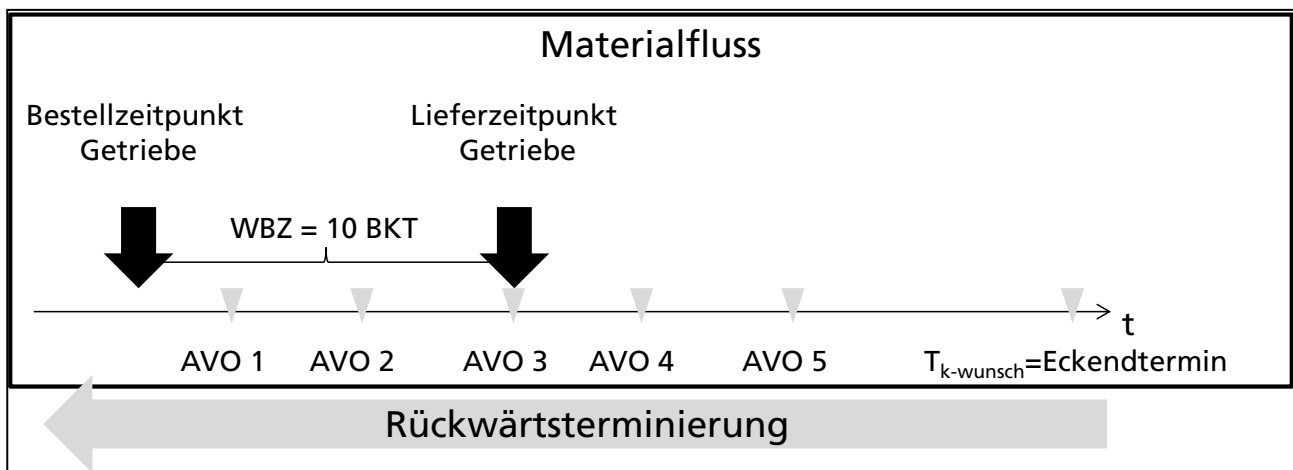 Materialfluss
Bestellzeitpunkt
Getriebe
Lieferzeitpunkt
Getriebe
WBZ = 10 BKT
t
AVO 1 AVO 2 AVO 3 AVO 4 AVO 5 Tk-wunsch=Eckendtermin
Rückwärtsterminierung